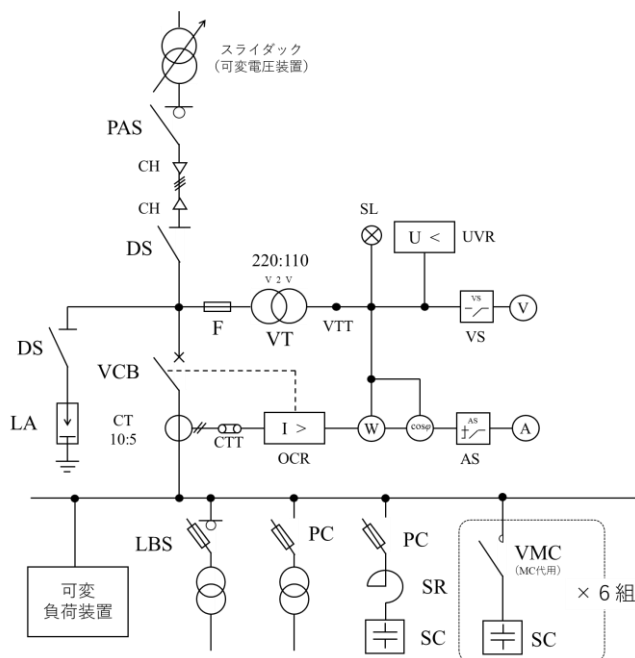 スライダック
(可変電圧装置)
PAS
CH
CH
DS
SL
U <
UVR
220:110
V 2 V
F
VT
VTT
VS
VS
V
DS
VCB
LA
CT
10:5
CTT
I >
OCR
W
cosφ
AS
AS
A
LBS
PC
PC
SR
SC
VMC
(MC代用)
SC
× 6 組
可変
負荷装置